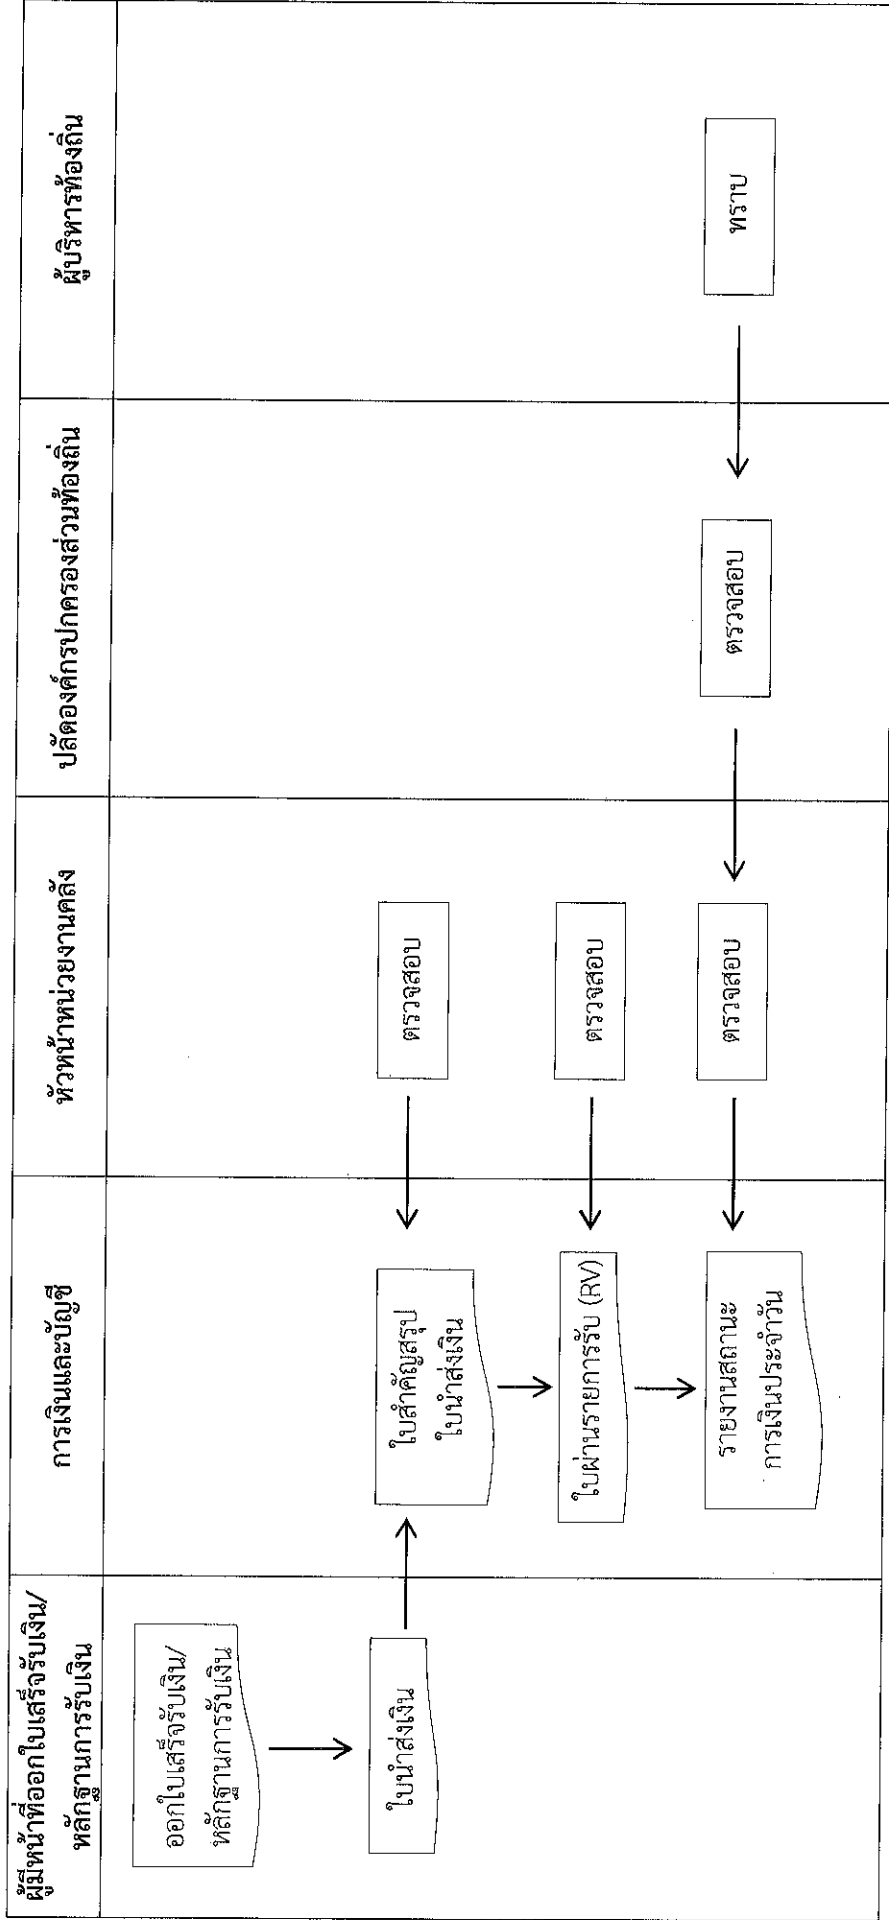 ผู้มีหน้าที่ออกใบเสร็จรับเงิน/
หลักฐานการรับเงิน
การเงินและบัญชี
หัวหน้าหน่วยงานคลัง
ปลัดองค์กรปกครองส่วนท้องถิ่น
ผู้บริหารท้องถิ่น
ออกใบเสร็จรับเงิน/
หลักฐานการรับเงิน
ใบนำส่งเงิน
ใบสำคัญสรุป
ใบนำส่งเงิน
ตรวจสอบ
ใบผ่านรายการรับ (RV)
ตรวจสอบ
รายงานสถานะ
การเงินประจำวัน
ตรวจสอบ
ตรวจสอบ
ทราบ